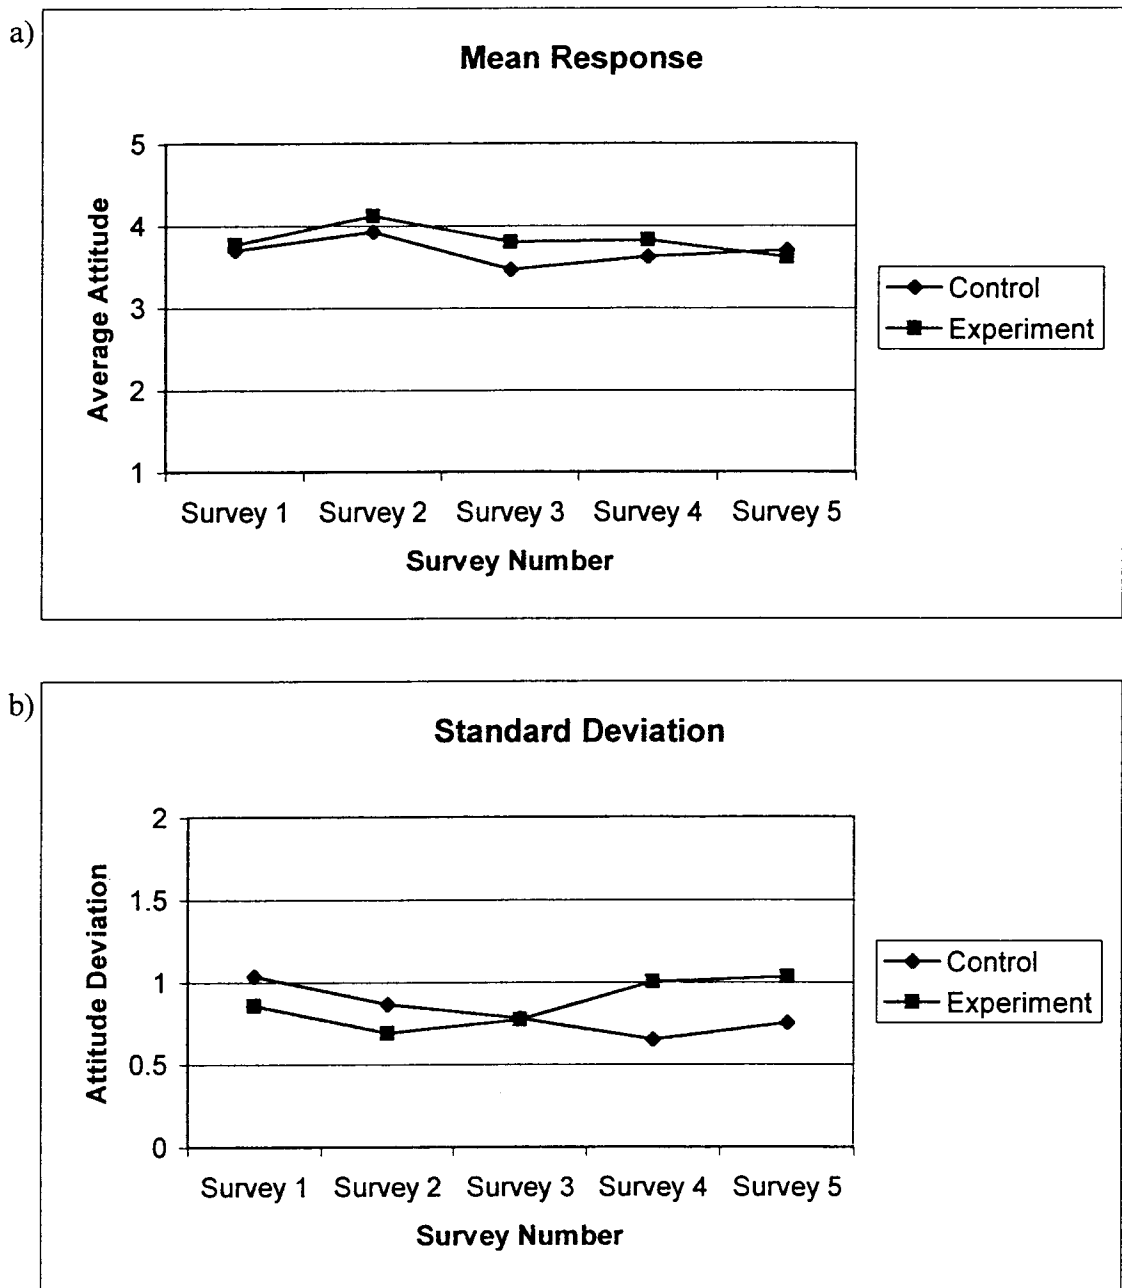 a)
Mean Response
5
4
3
2
1
Average Attitude
Survey 1 Survey 2 Survey 3 Survey 4 Survey 5
Survey Number
Control
Experiment
b)
Standard Deviation
2
1.5
1
0.5
0
Attitude Deviation
Survey 1 Survey 2 Survey 3 Survey 4 Survey 5
Survey Number
Control
Experiment